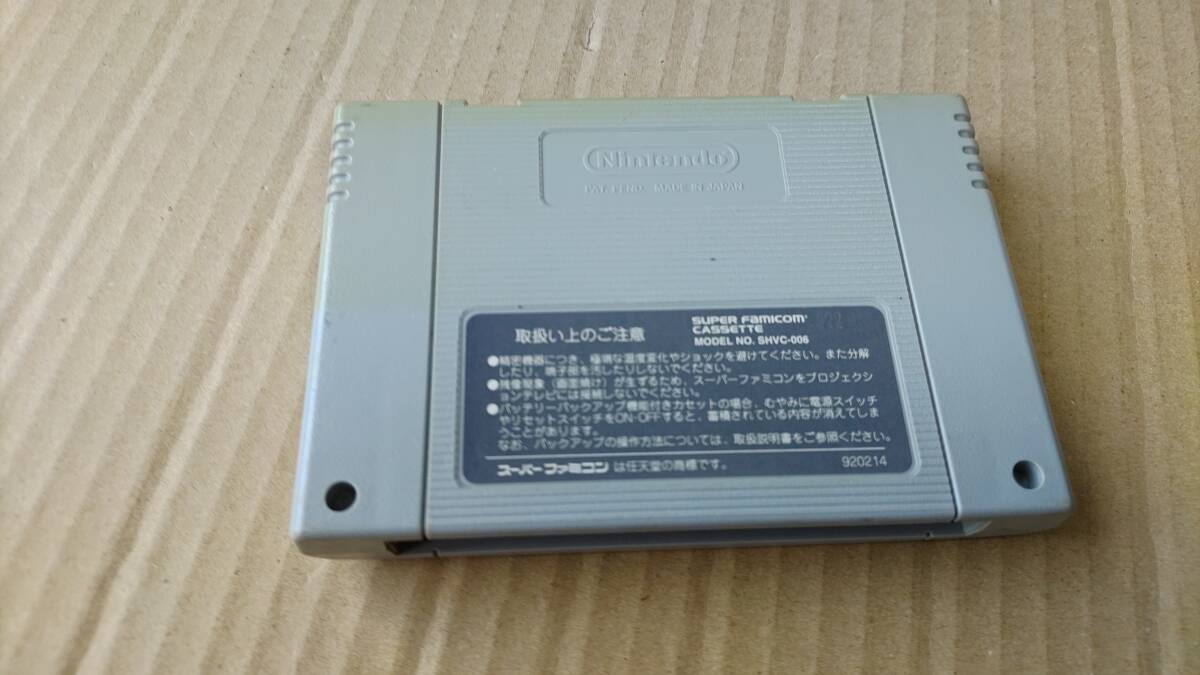 Nintendo
PAT. PEND. MADE IN JAPAN
取扱い上のご注意
SUPER Famicom
CASSETTE
MODEL NO. SHVC-006
●精密機器につき、極端な温度変化やショックを避けてください。また分解
したり、端子部を汚したりしないでください。
●残像現象（画面焼け）が生ずるため、スーパーファミコンをプロジェクシ
ョンテレビには接続しないでください。
●バッテリーバックアップ機能付きカセットの場合、むやみに電源スイッチ
やリセットスイッチをON-OFFすると、蓄積されている内容が消えてしま
うことがあります。
なお、バックアップの操作方法については、取扱説明書をご参照ください。
スーパーファミコンは任天堂の商標です。
920214